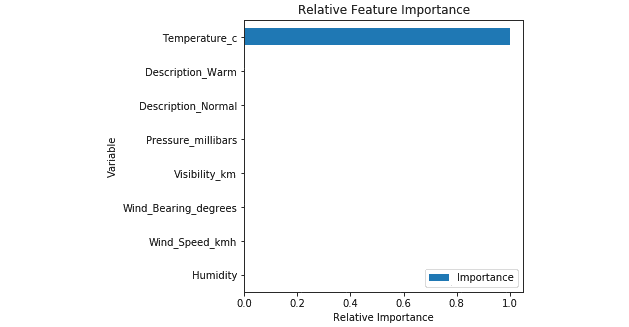 Relative Feature Importance
Temperature_c
Description_Warm
Description_Normal
Pressure_millibars
Visibility_km
Wind_Bearing_degrees
Wind_Speed_kmh
Humidity
Variable
Importance
0.0 0.2 0.4 0.6 0.8 1.0
Relative Importance